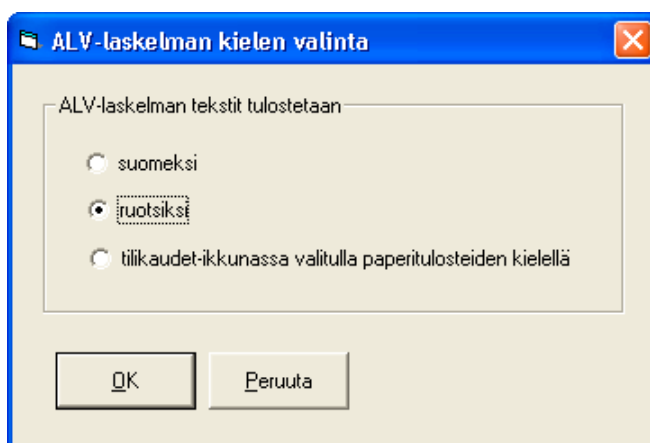 ALV-laskelman kielen valinta
ALV-laskelman tekstit tulostetaan
suomeksi
ruotsiksi
tilikaudet-ikkunassa valitulla paperitulosteiden kielellä
OK
Peruuta